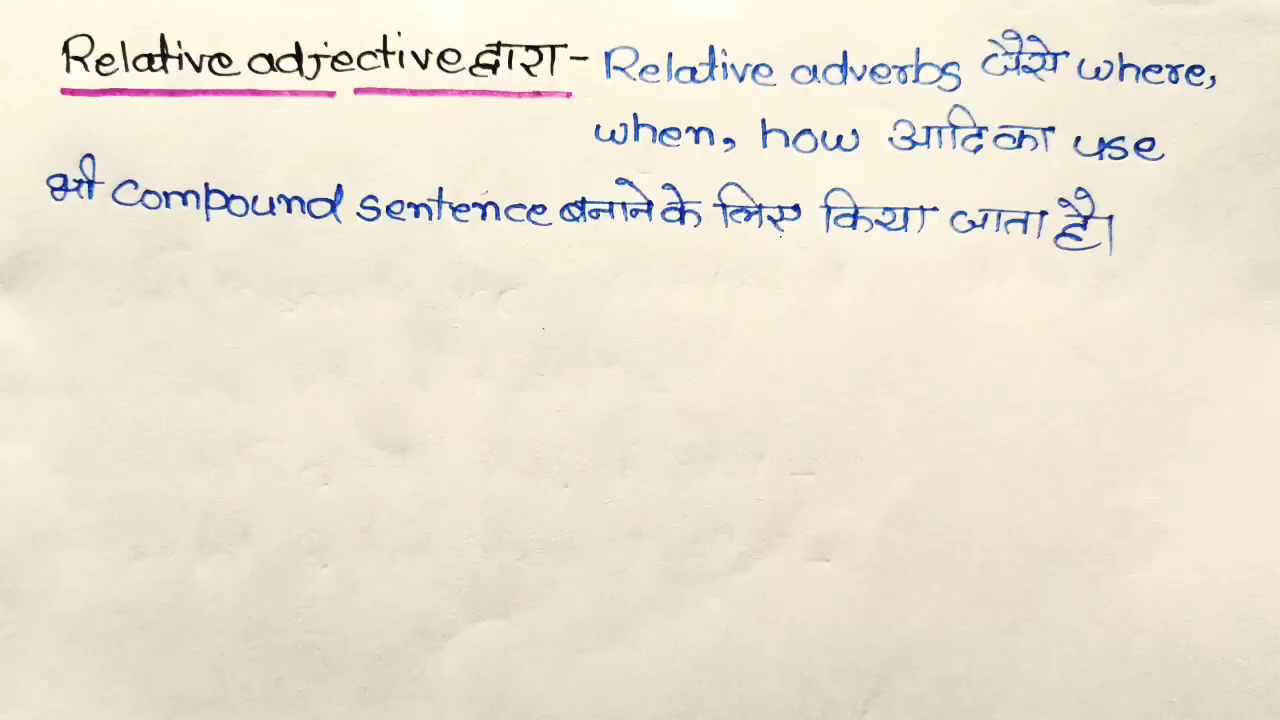 Relative adjective द्वारा - Relative adverbs जैसे where,
when, how आदि का use
भी compound sentence बनाने के लिए किया जाता है।